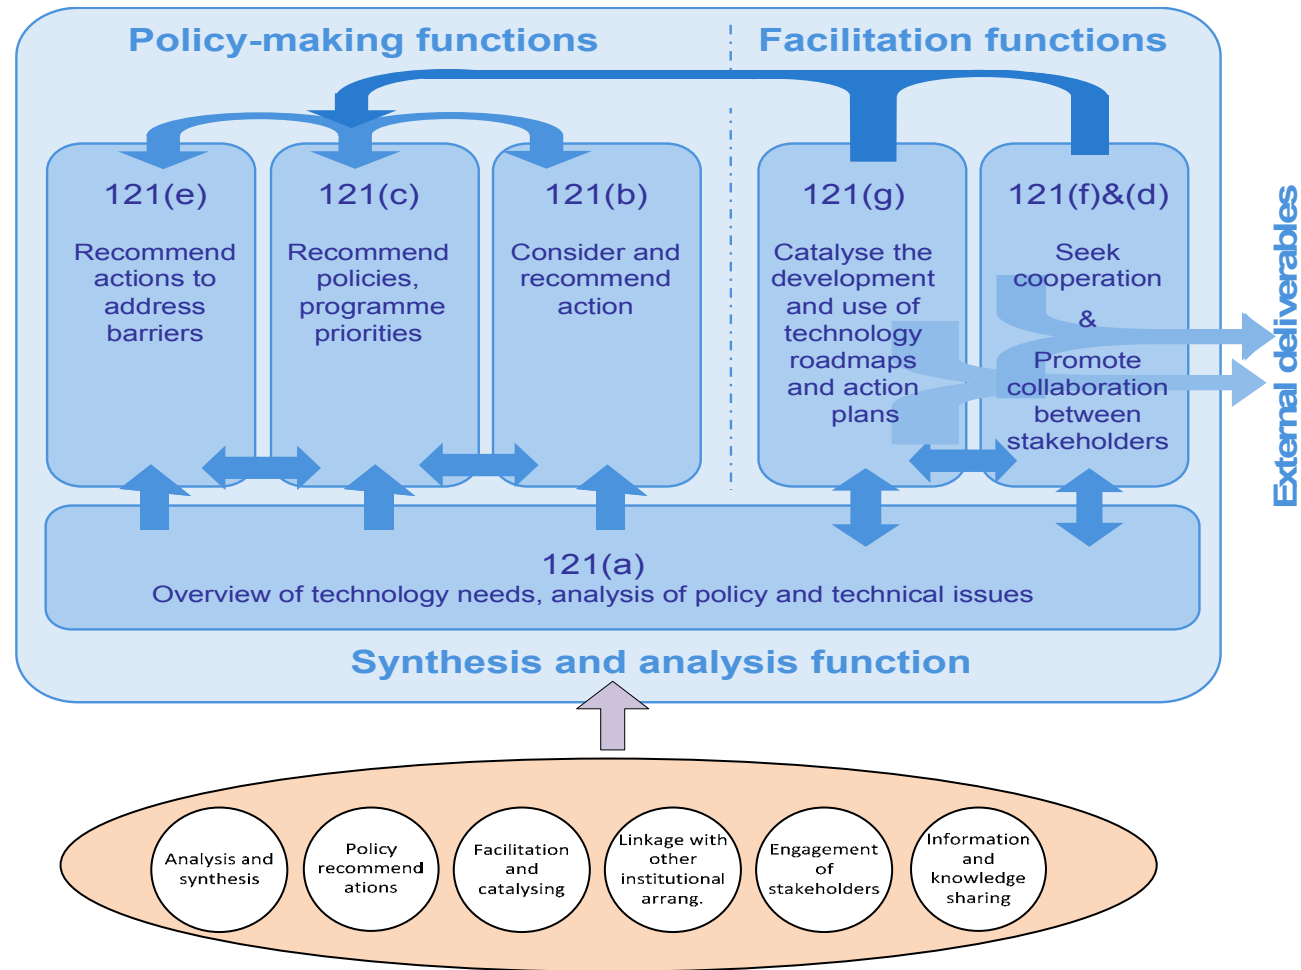 Policy-making functions
Facilitation functions
121(e)
Recommend
actions to
address
barriers
121(c)
Recommend
policies,
programme
priorities
121(b)
Consider and
recommend
action
121(g)
Catalyse the
development
and use of
technology
roadmaps
and action
plans
121(f)&(d)
Seek
cooperation
&
Promote
collaboration
between
stakeholders
External deliverables
121(a)
Overview of technology needs, analysis of policy and technical issues
Synthesis and analysis function
Analysis and
synthesis
Policy
recommend
ations
Facilitation
and
catalysing
Linkage with
other
institutional
arrang.
Engagement
of
stakeholders
Information
and
knowledge
sharing